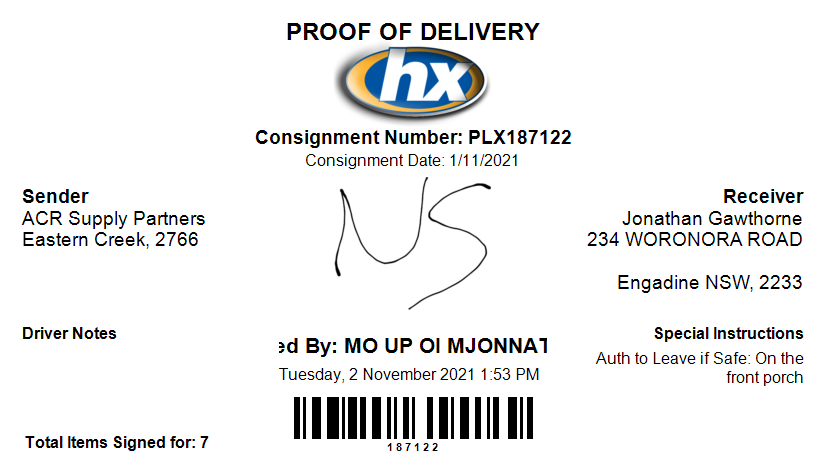 PROOF OF DELIVERY
hx
Consignment Number: PLX187122
Consignment Date: 1/11/2021
Sender
ACR Supply Partners
Eastern Creek, 2766
NS
Receiver
Jonathan Gawthorne
234 WORONORA ROAD
Engadine NSW, 2233
Driver Notes
ed By: MO UP OI MJONNAT
Tuesday, 2 November 2021 1:53 PM
187122
Special Instructions
Auth to Leave if Safe: On the
front porch
Total Items Signed for: 7